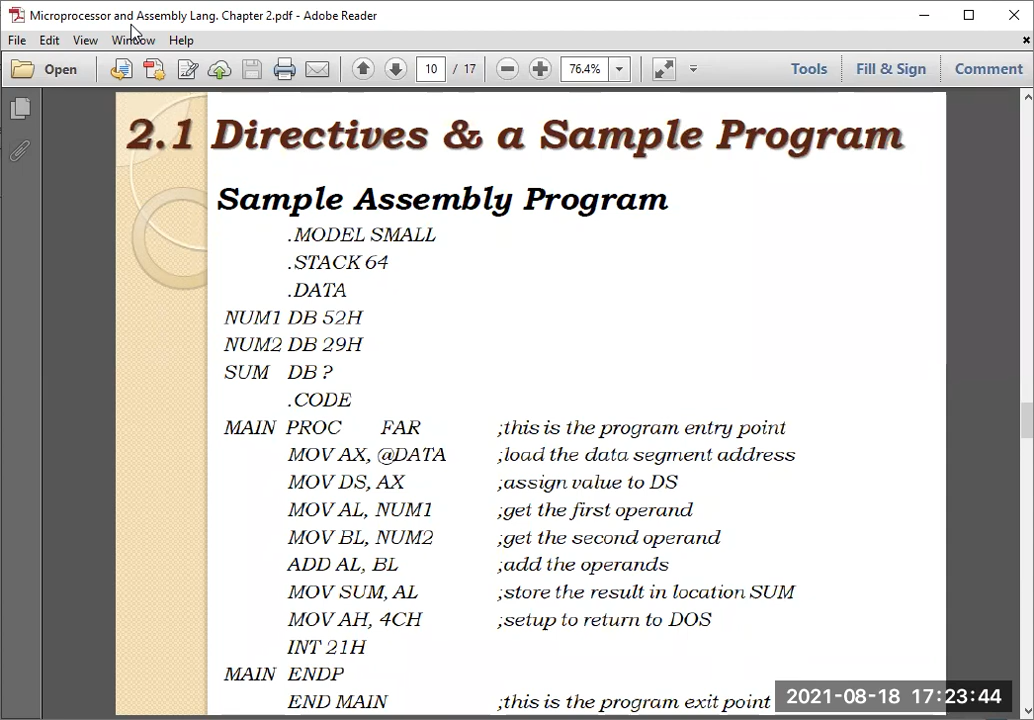 Microprocessor and Assembly Lang. Chapter 2.pdf - Adobe Reader
File Edit View Window Help
Open 10 / 17 76.4% Tools Fill & Sign Comment
2.1 Directives & a Sample Program
Sample Assembly Program
.MODEL SMALL
.STACK 64
.DATA
NUM1 DB 52H
NUM2 DB 29H
SUM DB ?
.CODE
MAIN PROC FAR ;this is the program entry point
MOV AX, @DATA ;load the data segment address
MOV DS, AX ;assign value to DS
MOV AL, NUM1 ;get the first operand
MOV BL, NUM2 ;get the second operand
ADD AL, BL ;add the operands
MOV SUM, AL ;store the result in location SUM
MOV AH, 4CH ;setup to return to DOS
INT 21H
MAIN ENDP
END MAIN ;this is the program exit point
2021-08-18 17:23:44